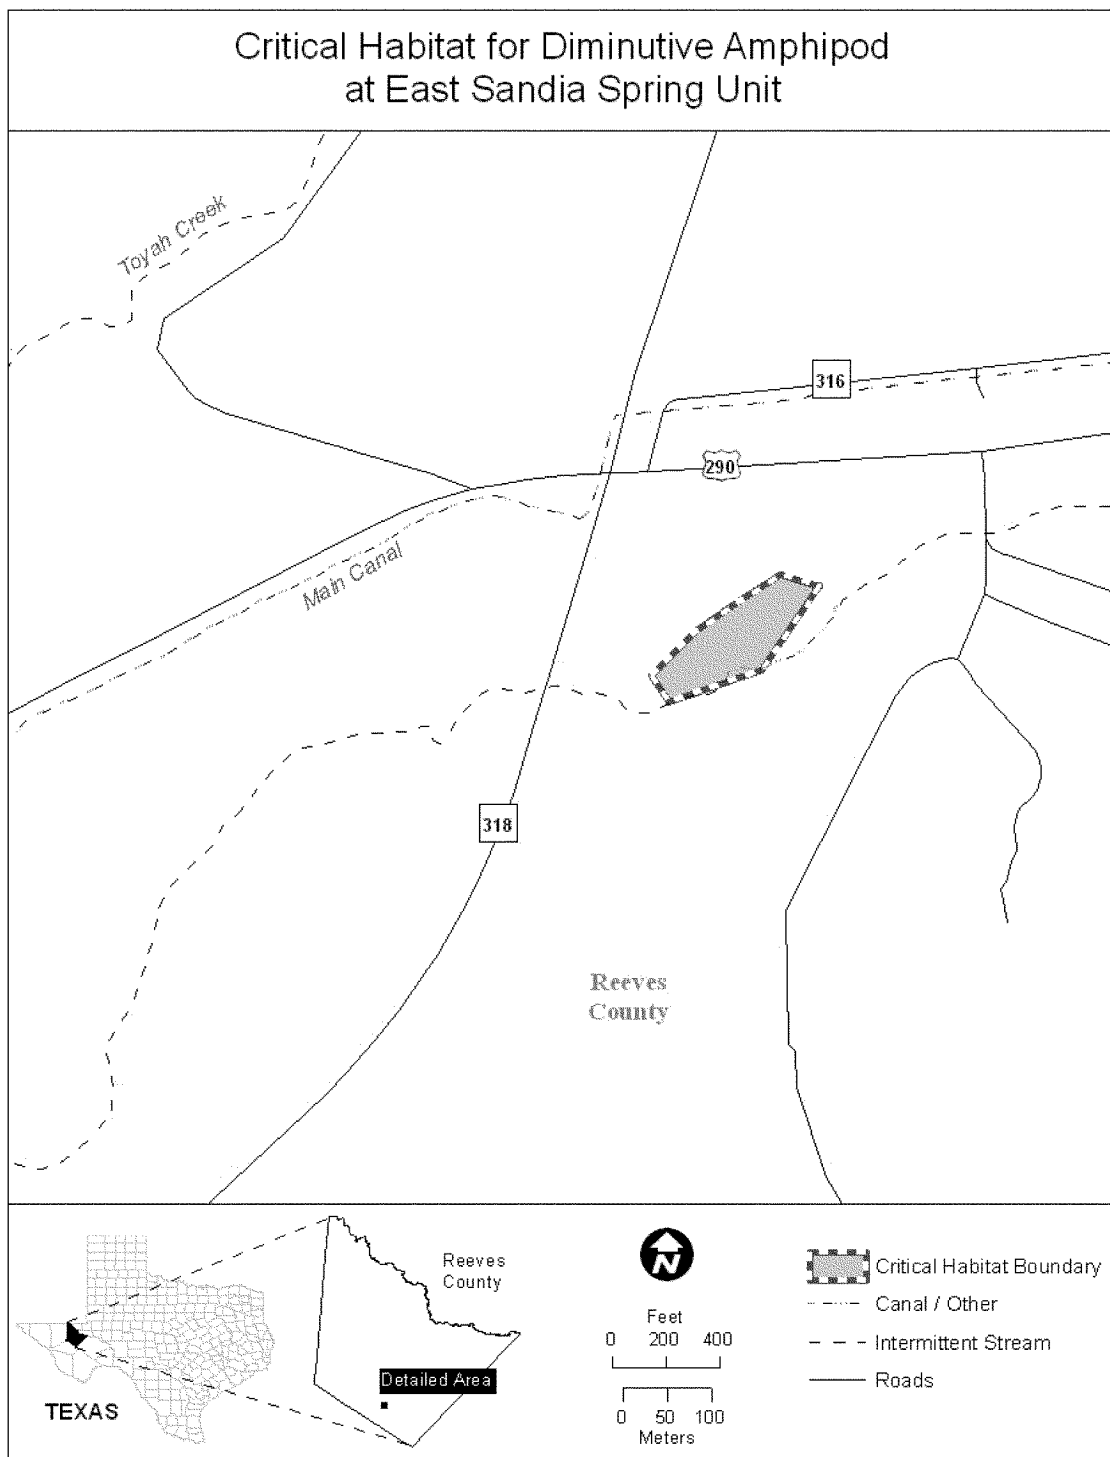 Critical Habitat for Diminutive Amphipod
at East Sandia Spring Unit
Toyah Creek
316
290
Main Canal
318
Reeves
County
TEXAS
Reeves
County
Detailed Area
N
Feet
0 200 400
0 50 100
Meters
Critical Habitat Boundary
Canal / Other
Intermittent Stream
Roads